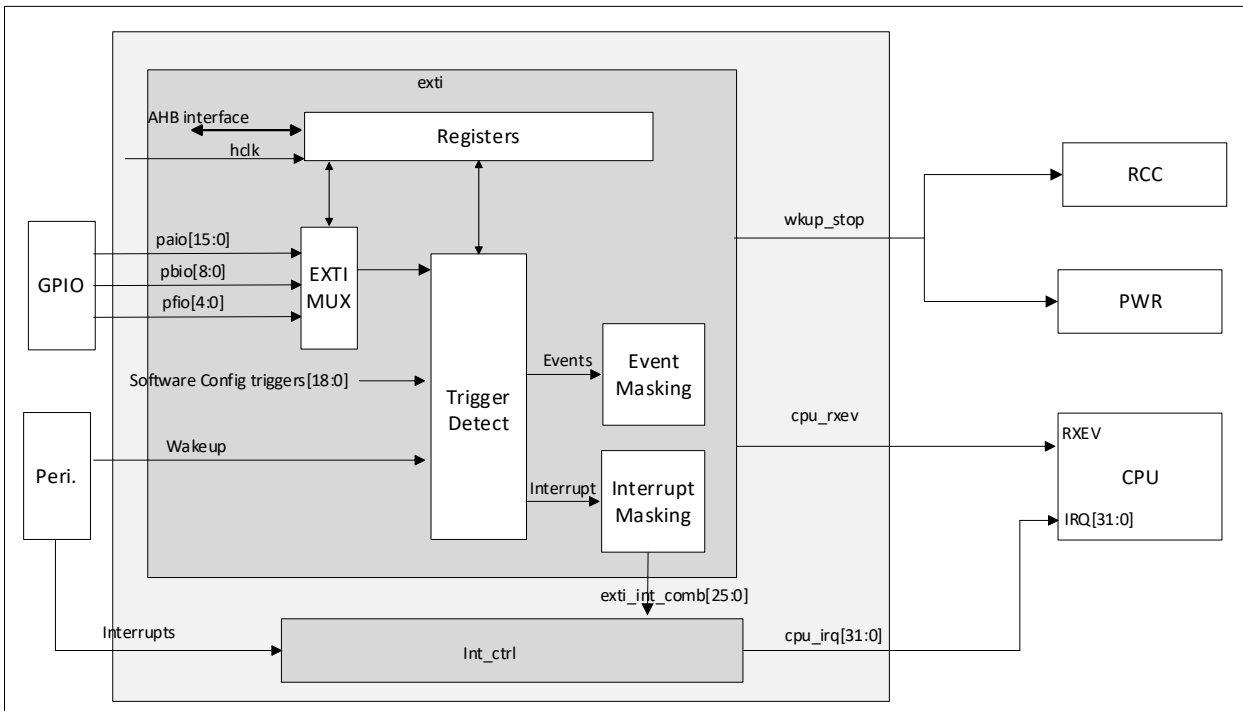 exti
AHB interface
Registers
hclk
RCC
wkup_stop
paio[15:0]
GPIO
pbio[8:0]
EXTI
MUX
pfio[4:0]
PWR
Events
Event
Masking
Software Config triggers[18:0]
Trigger
Detect
cpu_rxev
RXEV
Peri.
Wakeup
CPU
Interrupt
Interrupt
Masking
IRQ[31:0]
exti_int_comb[25:0]
Interrupts
Int_ctrl
cpu_irq[31:0]